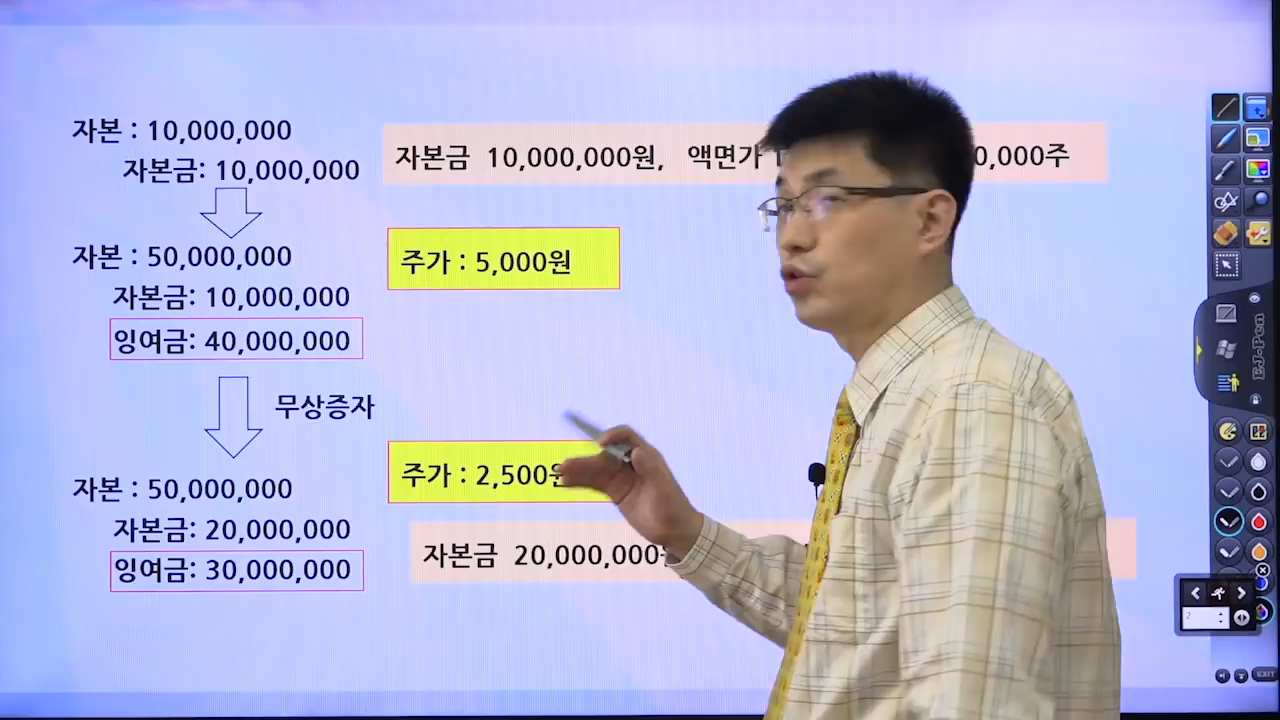 자본 : 10,000,000
자본금: 10,000,000
자본금 10,000,000원, 액면가
0,000주
자본 : 50,000,000
주가 : 5,000원
자본금: 10,000,000
잉여금: 40,000,000
무상증자
자본 : 50,000,000
주가 : 2,500원
자본금: 20,000,000
자본금 20,000,000
잉여금: 30,000,000
EJ-Pen
2
EXIT